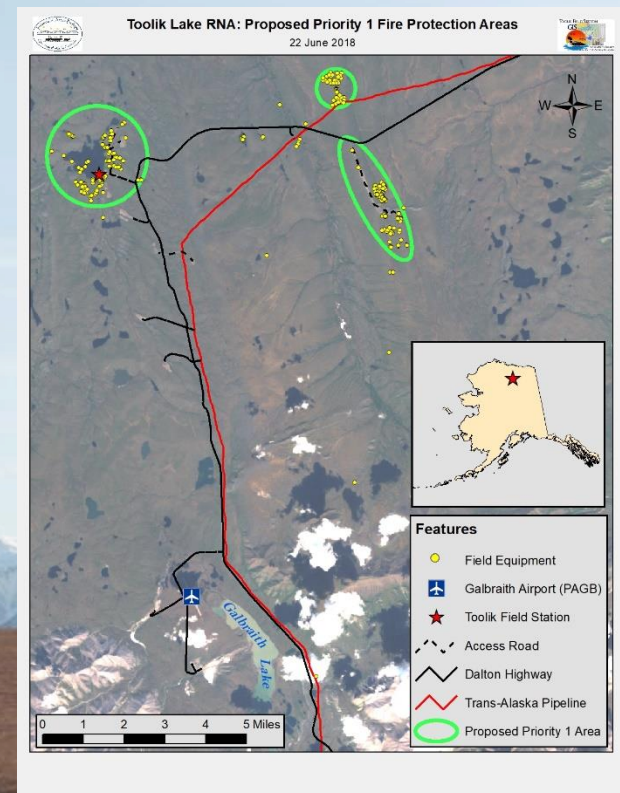 Toolik Lake RNA: Proposed Priority 1 Fire Protection Areas
22 June 2018
GS
N
W E
S
Galbraith
Lake
Features
Field Equipment
Galbraith Airport (PAGB)
Toolik Field Station
Access Road
Dalton Highway
Trans-Alaska Pipeline
Proposed Priority 1 Area
0 1 2 3 4 5 Miles